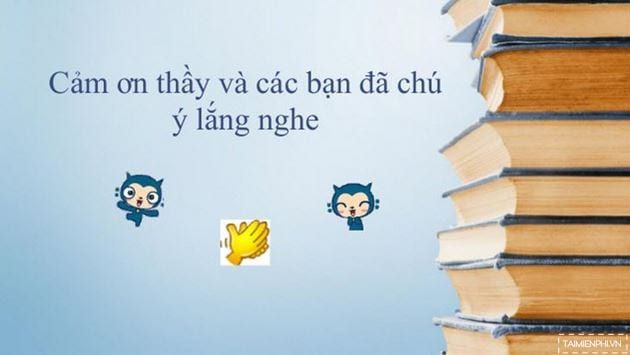 Cảm ơn thầy và các bạn đã chú
ý lắng nghe
TAIMIENPHI.VN